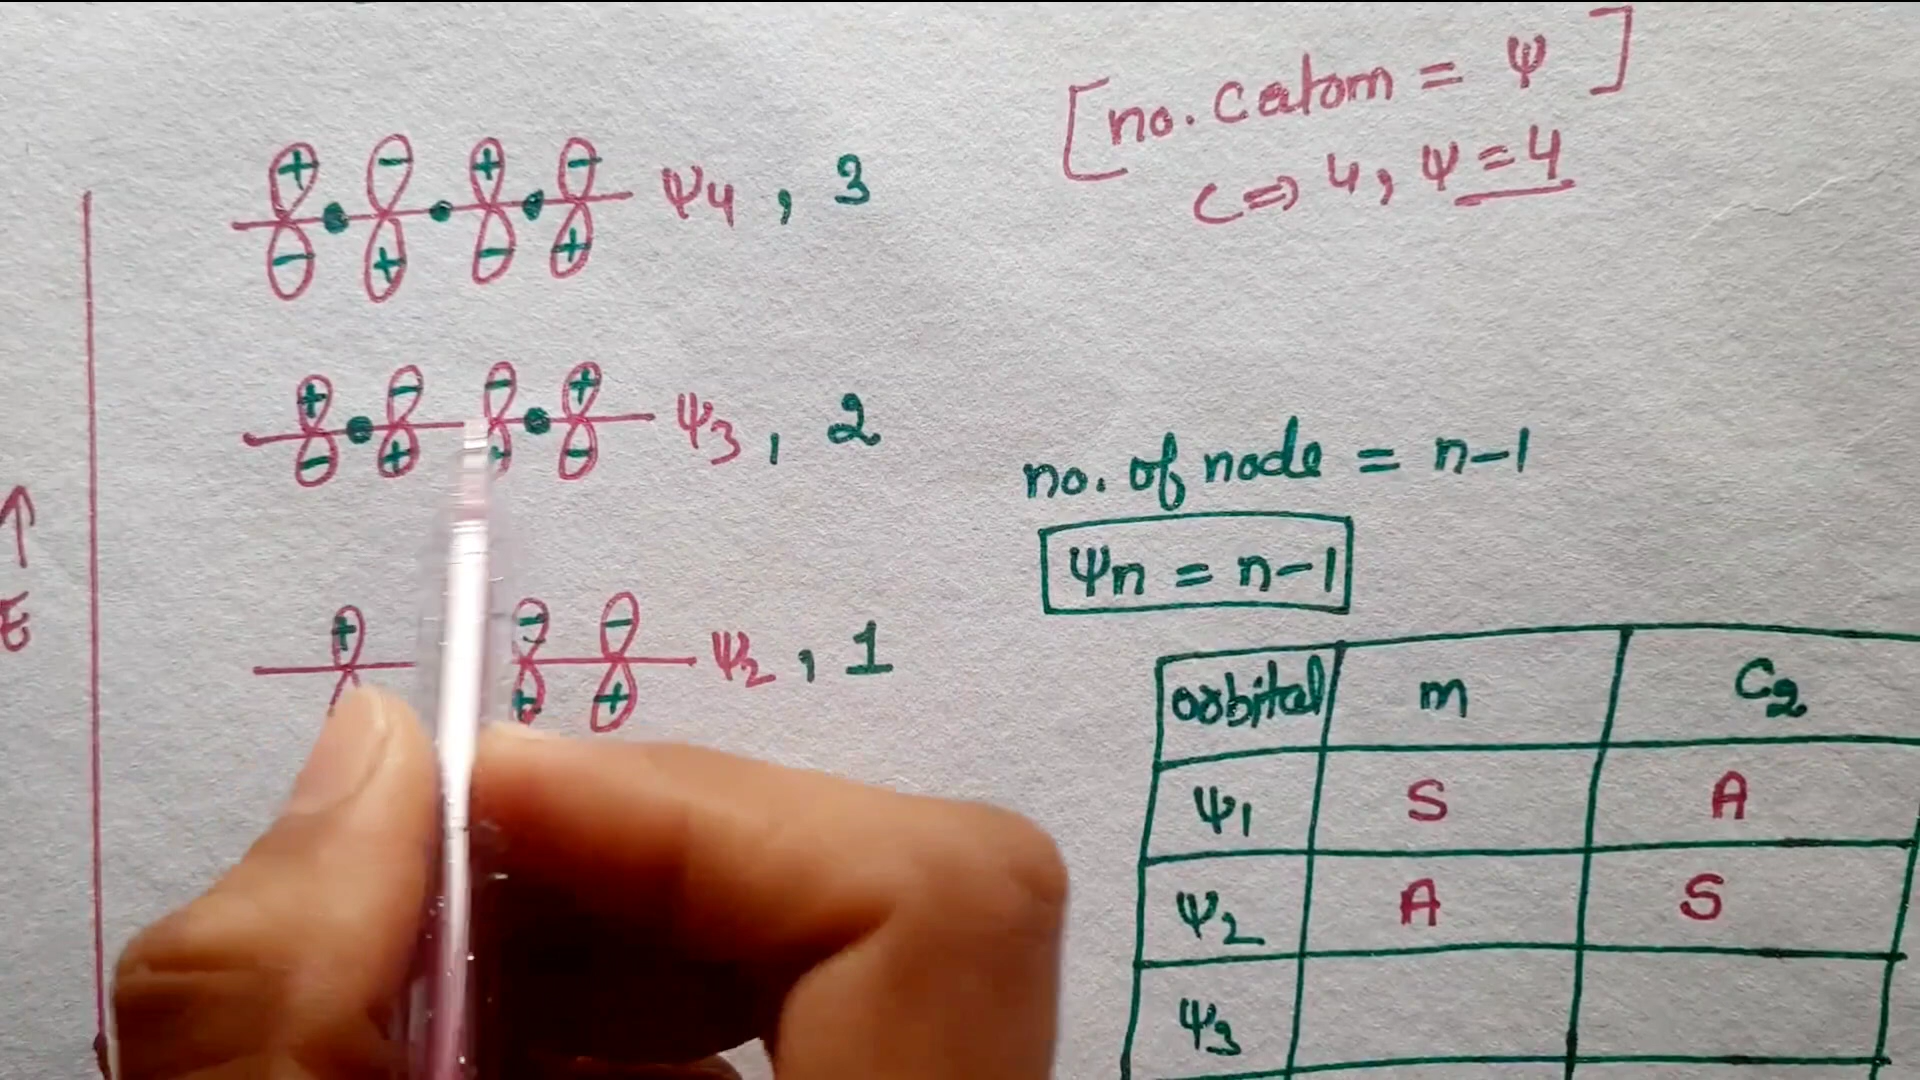 [no. C atom = Ψ]
C ⇒ 4, Ψ = 4
+ - + -
Ψ4, 3
- + - +
+ - - +
Ψ3, 2
- + -
no. of node = n-1
Ψn = n-1
E ↑
+ - -
Ψ2, 1
+ +
orbital m C2
Ψ1 S A
Ψ2 A S
Ψ3